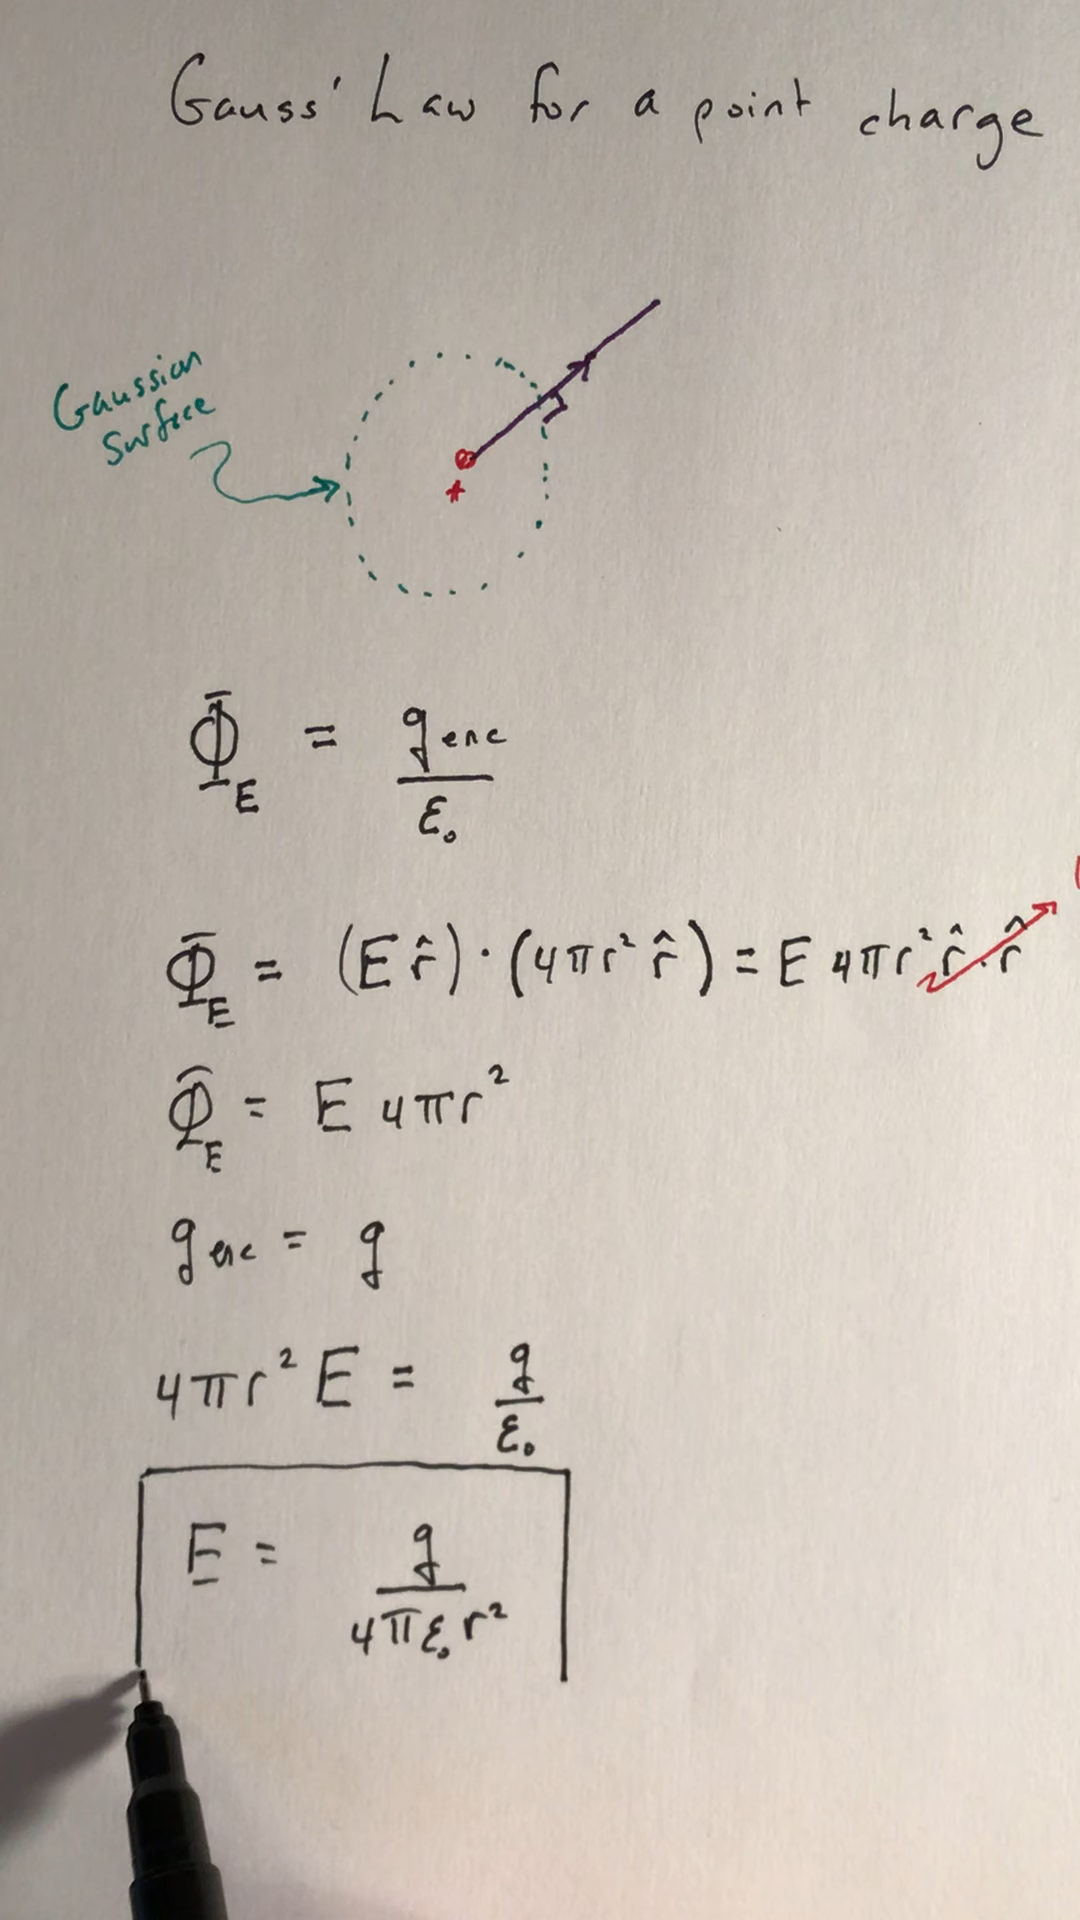 Gauss' Law for a point charge
Gaussian
Surface
+
Φ_E = q_enc / ε₀
Φ_E = (E r̂) · (4πr² r̂) = E 4πr² r̂ · r̂
Φ_E = E 4πr²
q_enc = q
4πr² E = q / ε₀
E = q / 4πε₀r²